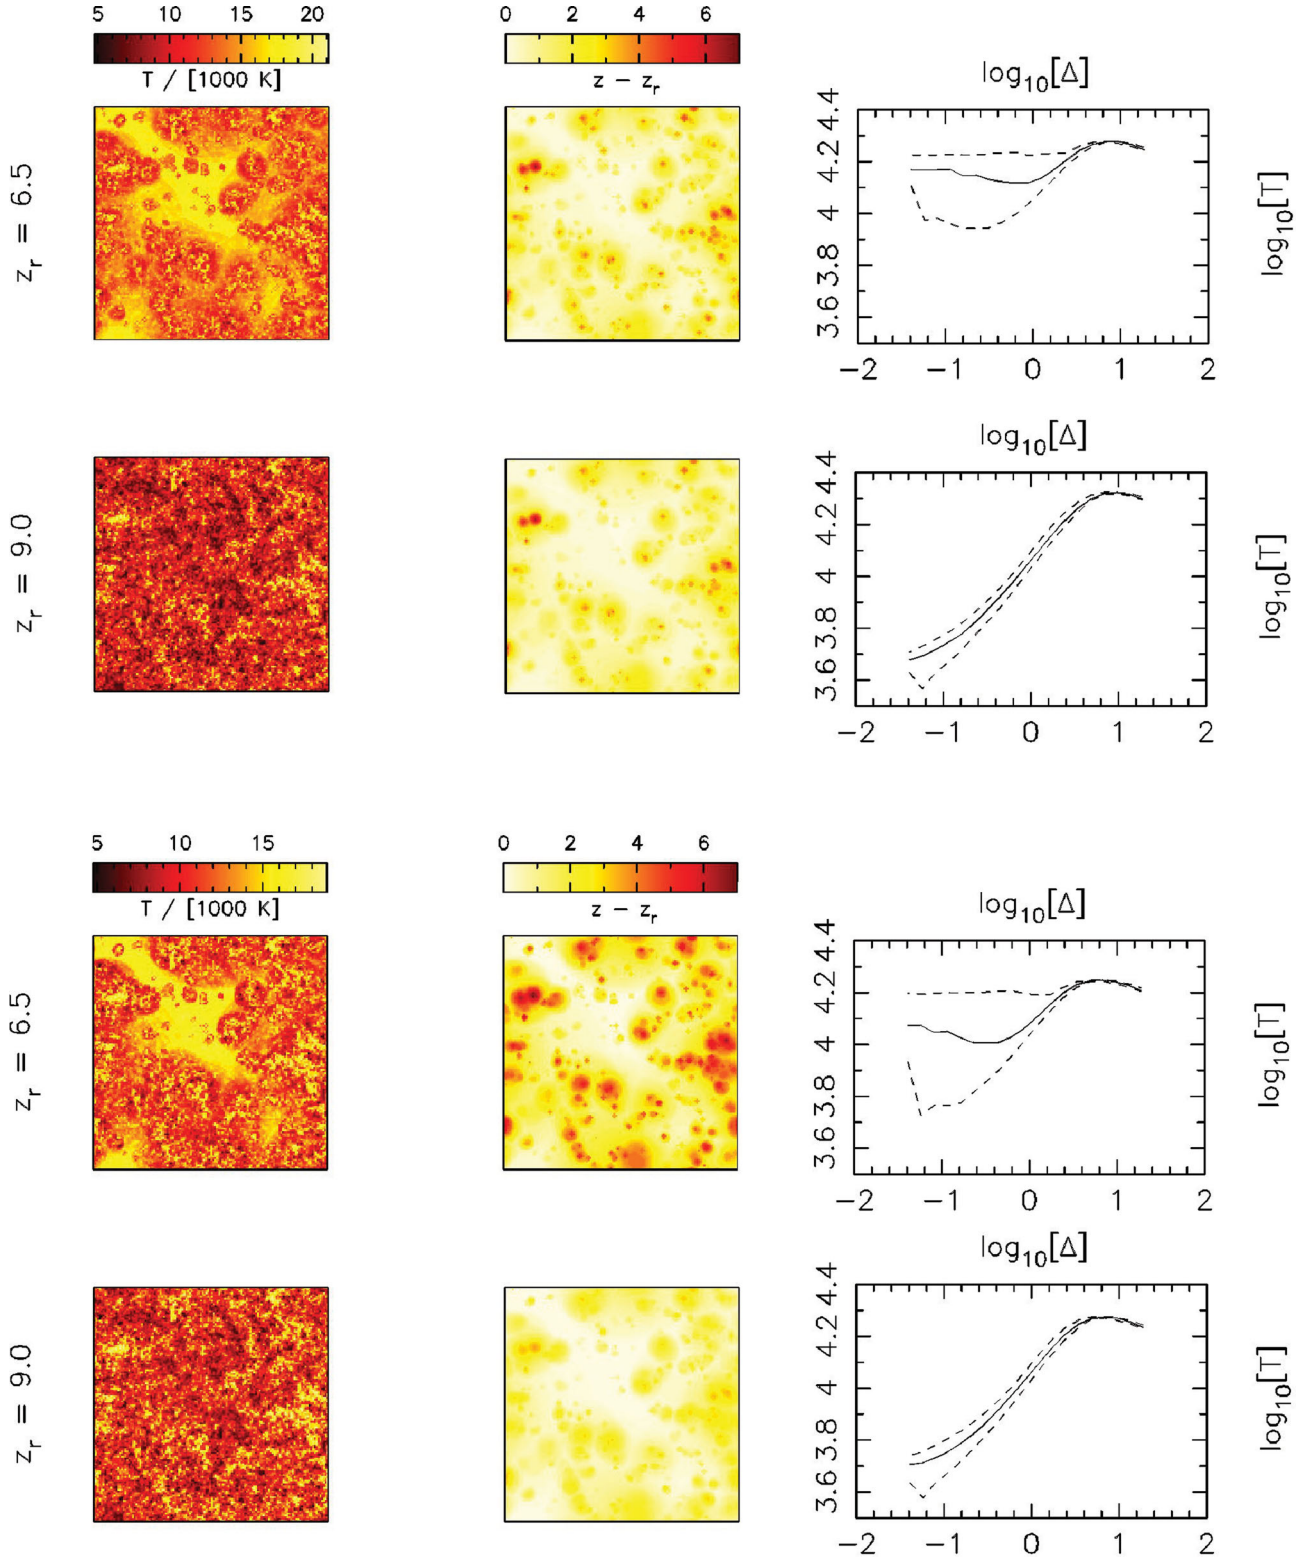 5 10 15 20
T / [1000 K]
0 2 4 6
z – z_r
log10[Δ]
z_r = 6.5
4.4
4.2
4
3.8
3.6
log10[T]
−2 −1 0 1 2
log10[Δ]
z_r = 9.0
4.4
4.2
4
3.8
3.6
log10[T]
−2 −1 0 1 2
5 10 15
T / [1000 K]
0 2 4 6
z – z_r
log10[Δ]
z_r = 6.5
4.4
4.2
4
3.8
3.6
log10[T]
−2 −1 0 1 2
log10[Δ]
z_r = 9.0
4.4
4.2
4
3.8
3.6
log10[T]
−2 −1 0 1 2